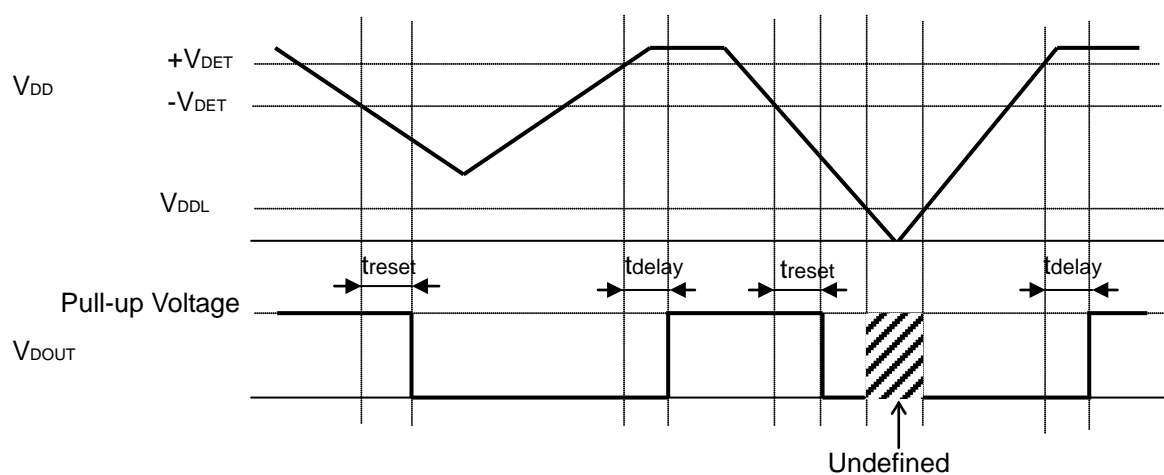 +VDET
VDD
-VDET
VDDL
treset
tdelay
treset
tdelay
Pull-up Voltage
VDOUT
Undefined